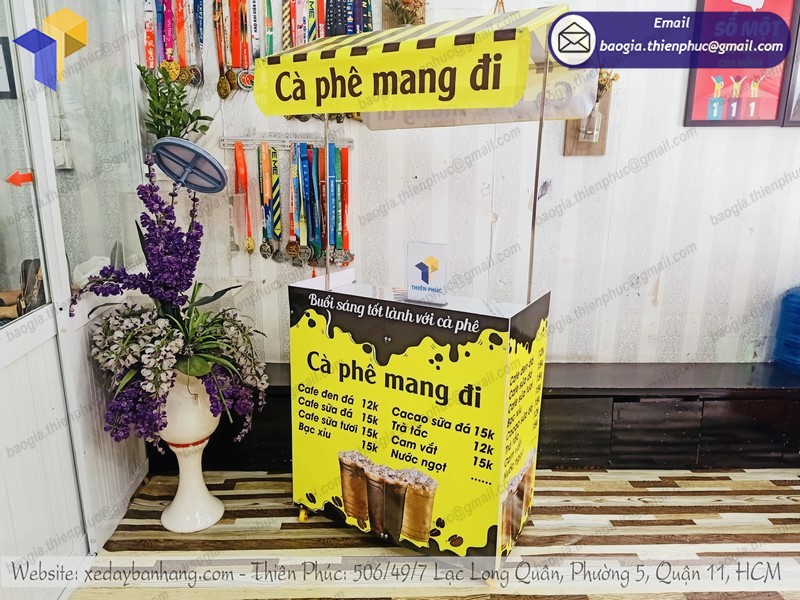 Email
baogia.thienphuc@gmail.com
SỐ MỘT
Cà phê mang đi
THIÊN PHÚC
Buổi sáng tốt lành với cà phê
Cà phê mang đi
Cafe đen đá 12k
Cafe sữa đá 15k
Cafe sữa tươi 15k
Bạc xỉu 15k
Cacao sữa đá 15k
Trà tắc 12k
Cam vắt 15k
Nước ngọt ......
Website: xedaybanhang.com - Thiên Phúc: 506/49/7 Lạc Long Quân, Phường 5, Quận 11, HCM